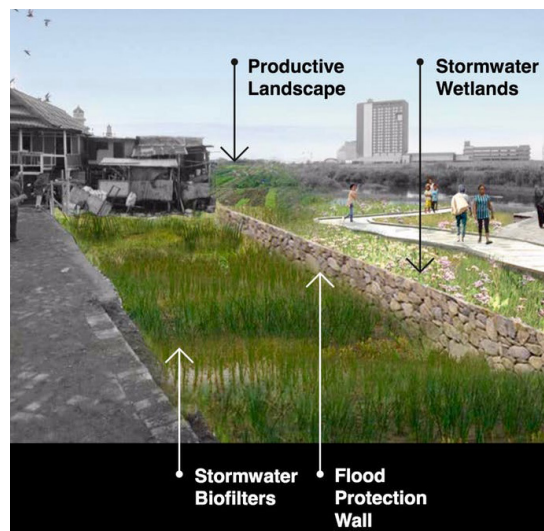 Productive
Landscape
Stormwater
Wetlands
Stormwater
Biofilters
Flood
Protection
Wall